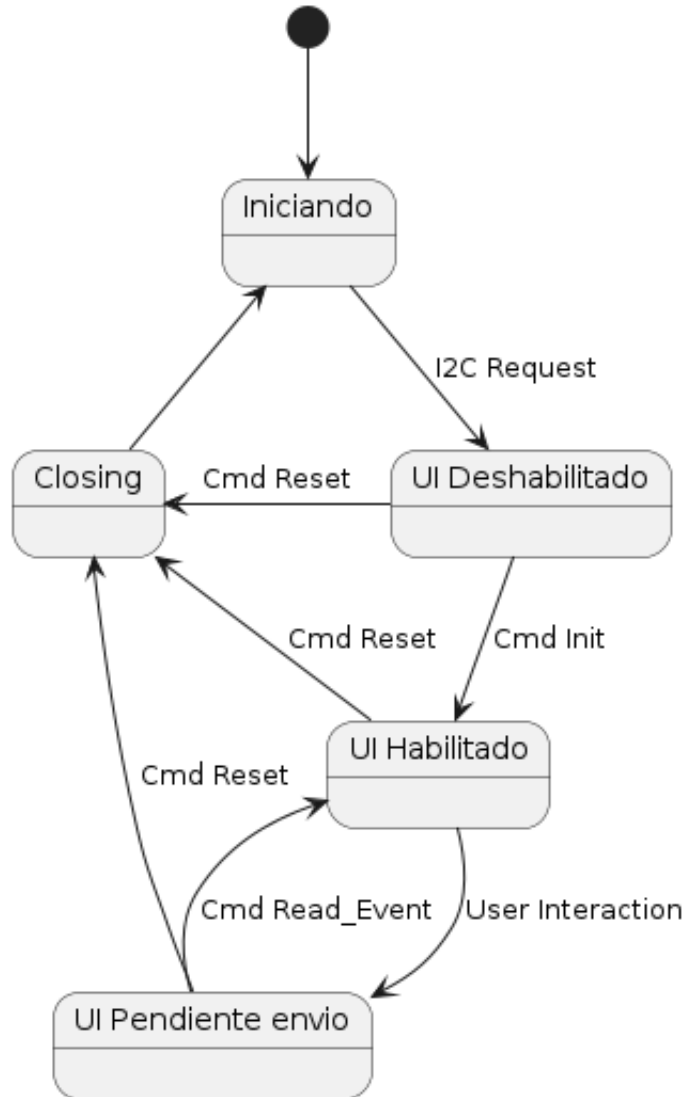 Iniciando
I2C Request
Closing
Cmd Reset
UI Deshabilitado
Cmd Reset
Cmd Init
UI Habilitado
Cmd Reset
Cmd Read_Event
User Interaction
UI Pendiente envio